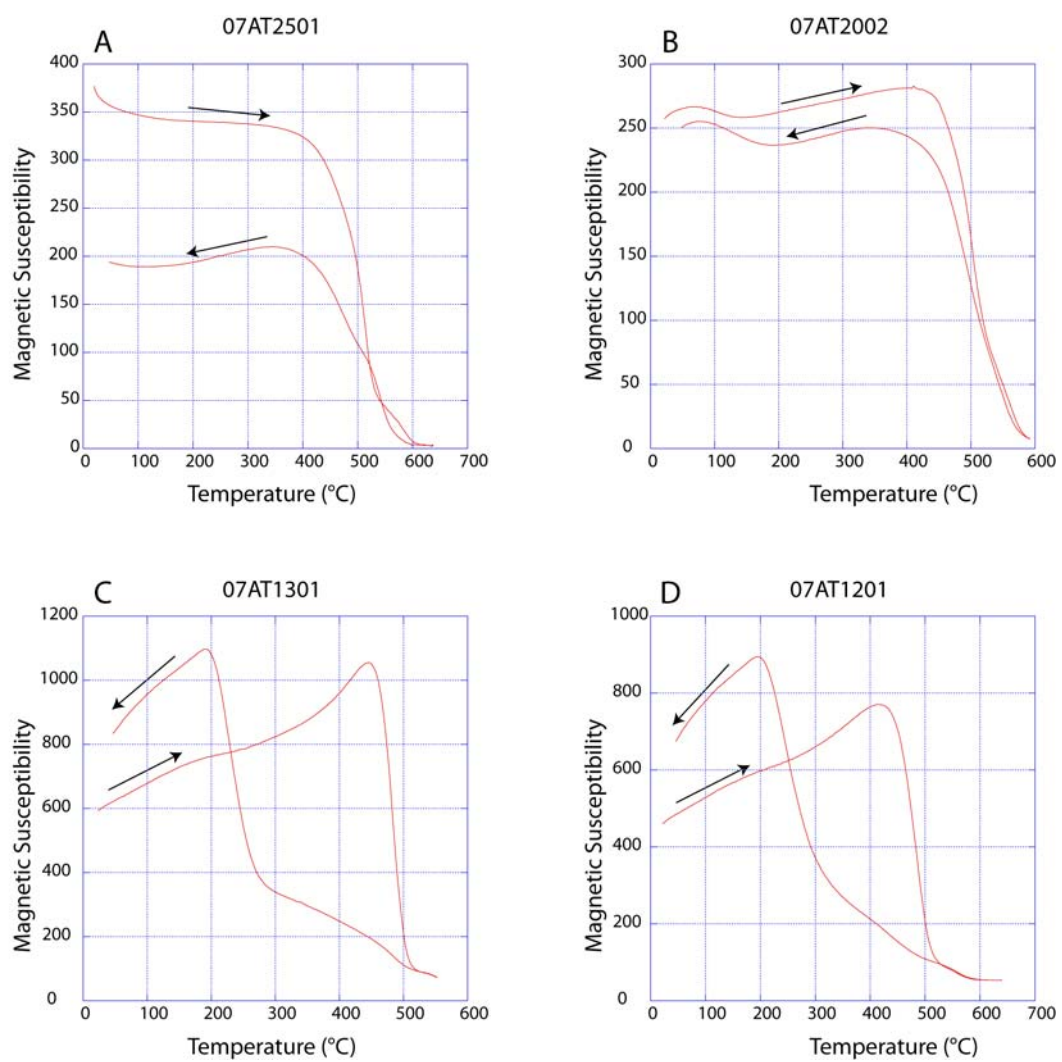 A
07AT2501
400
350
300
250
200
150
100
50
0
0 100 200 300 400 500 600 700
Magnetic Susceptibility
Temperature (°C)
B
07AT2002
300
250
200
150
100
50
0
0 100 200 300 400 500 600
Magnetic Susceptibility
Temperature (°C)
C
07AT1301
1200
1000
800
600
400
200
0
0 100 200 300 400 500 600
Magnetic Susceptibility
Temperature (°C)
D
07AT1201
1000
800
600
400
200
0
0 100 200 300 400 500 600 700
Magnetic Susceptibility
Temperature (°C)